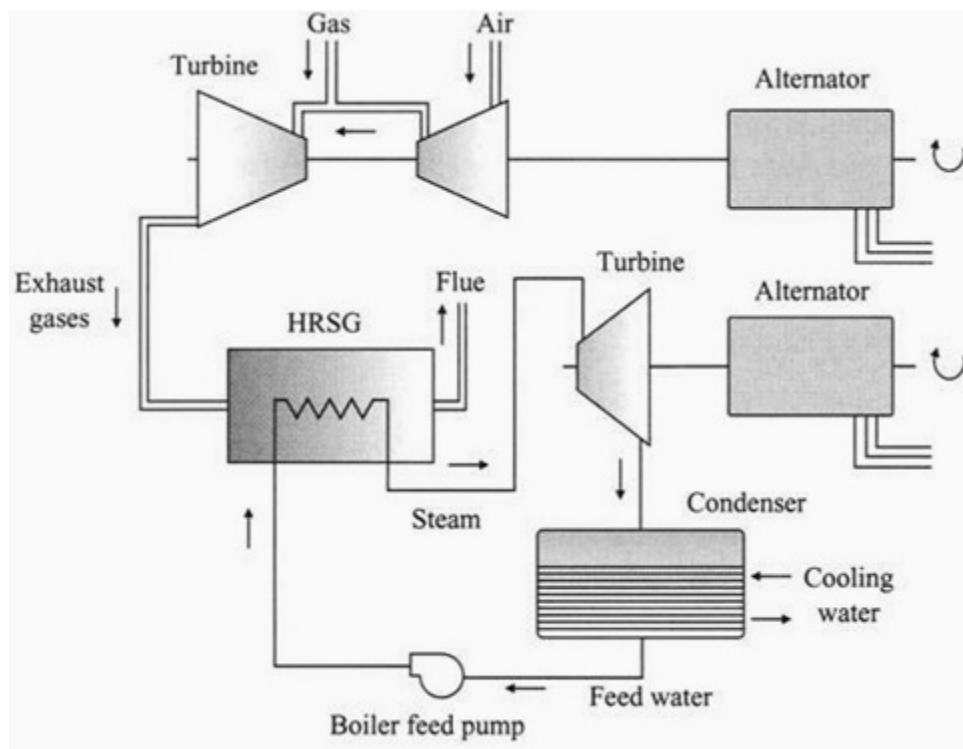 Gas
Air
Turbine
Alternator
Exhaust
gases
Flue
HRSG
Turbine
Alternator
Steam
Condenser
Cooling
water
Feed water
Boiler feed pump